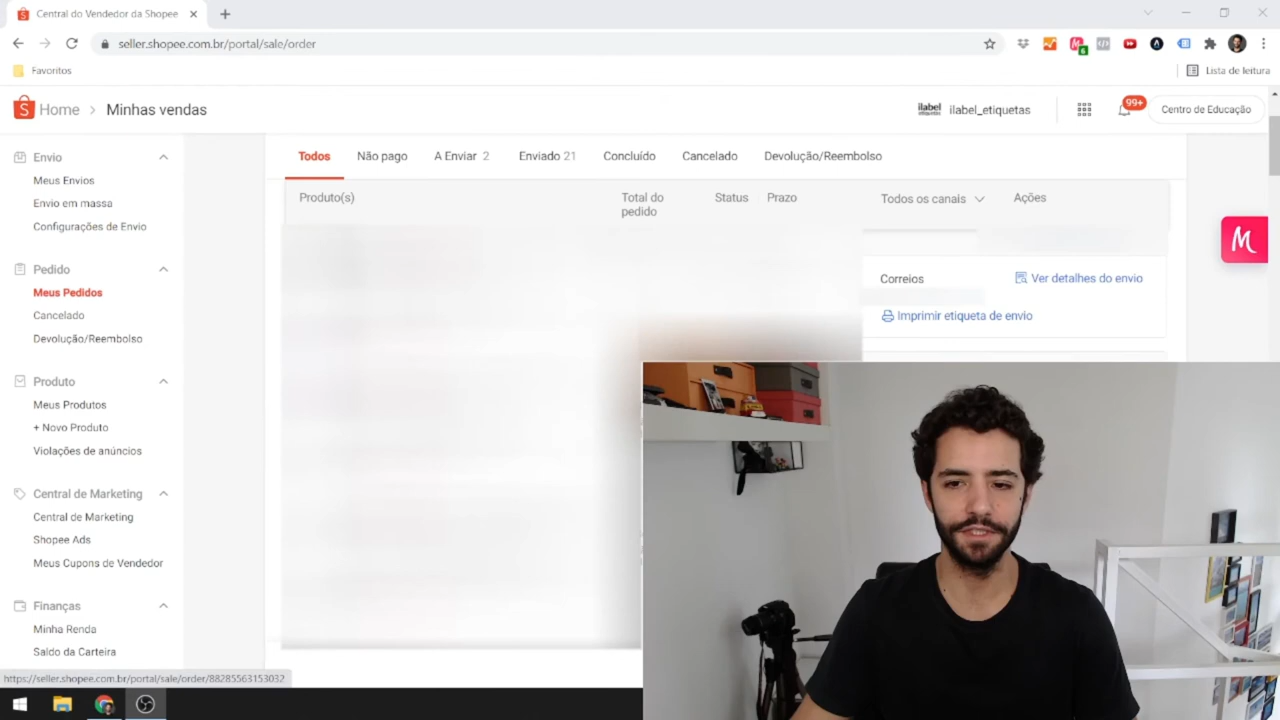 Central do Vendedor da Shopee
seller.shopee.com.br/portal/sale/order
6
Favoritos
Lista de leitura
Home > Minhas vendas
ilabel
ilabel_etiquetas
99+
Centro de Educação
Envio
Meus Envios
Envio em massa
Configurações de Envio
Pedido
Meus Pedidos
Cancelado
Devolução/Reembolso
Produto
Meus Produtos
+ Novo Produto
Violações de anúncios
Central de Marketing
Central de Marketing
Shopee Ads
Meus Cupons de Vendedor
Finanças
Minha Renda
Saldo da Carteira
Todos
Não pago
A Enviar 2
Enviado 21
Concluído
Cancelado
Devolução/Reembolso
Produto(s)
Total do
pedido
Status
Prazo
Todos os canais
Ações
Correios
Ver detalhes do envio
Imprimir etiqueta de envio
M
https://seller.shopee.com.br/portal/sale/order/88285563153032